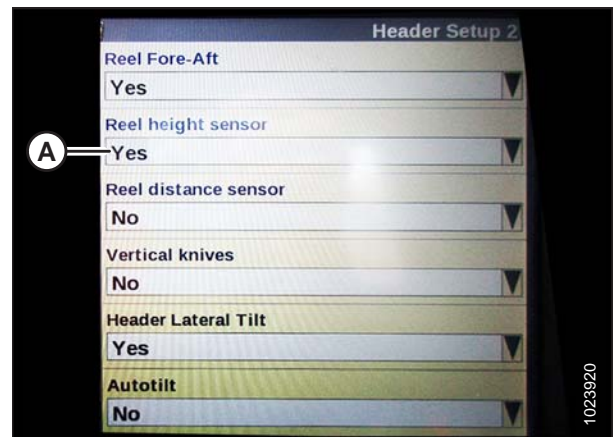 Header Setup 2
Reel Fore-Aft
Yes
Reel height sensor
A
Yes
Reel distance sensor
No
Vertical knives
No
Header Lateral Tilt
Yes
Autotilt
No
1023920